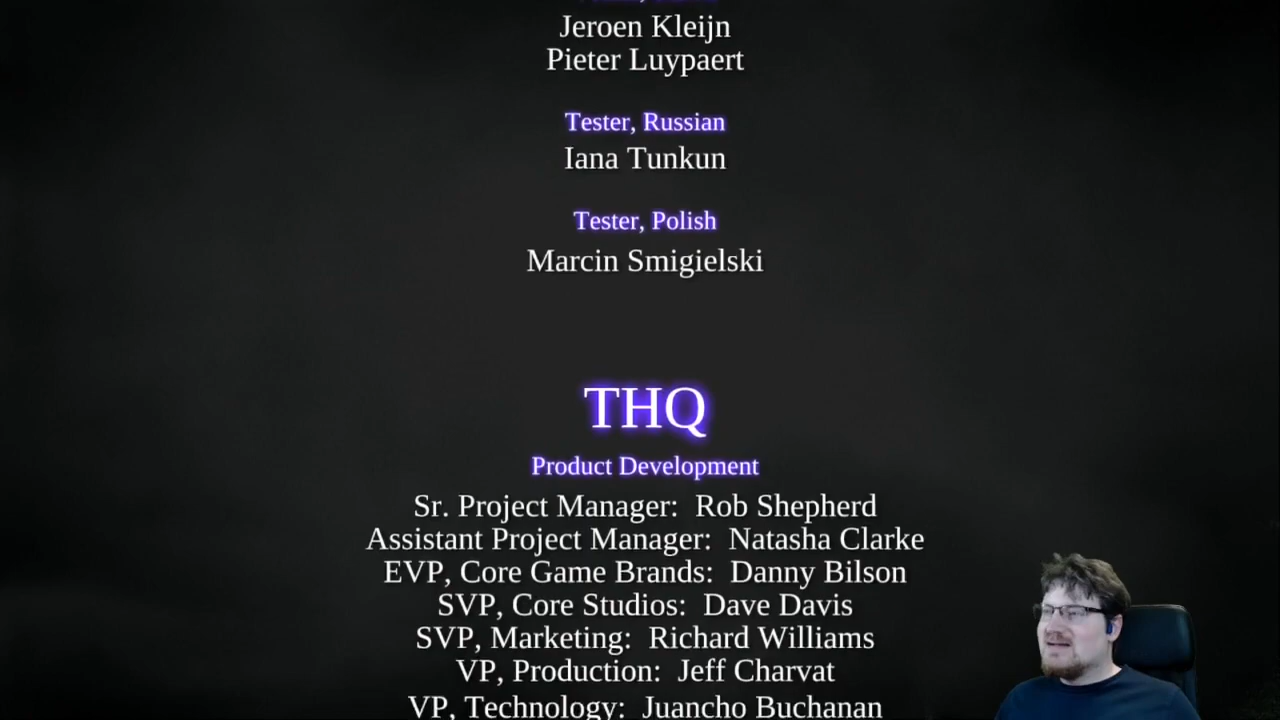 Jeroen Kleijn
Pieter Luypaert
Tester, Russian
Iana Tunkun
Tester, Polish
Marcin Smigielski
THQ
Product Development
Sr. Project Manager: Rob Shepherd
Assistant Project Manager: Natasha Clarke
EVP, Core Game Brands: Danny Bilson
SVP, Core Studios: Dave Davis
SVP, Marketing: Richard Williams
VP, Production: Jeff Charvat
VP, Technology: Juancho Buchanan